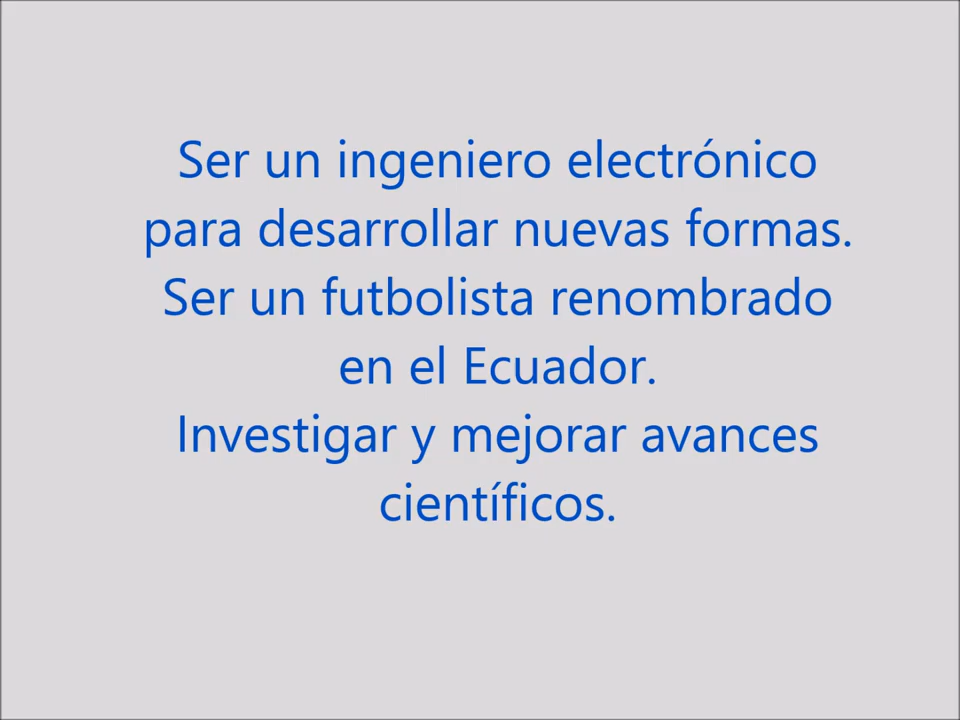 Ser un ingeniero electrónico
para desarrollar nuevas formas.
Ser un futbolista renombrado
en el Ecuador.
Investigar y mejorar avances
científicos.